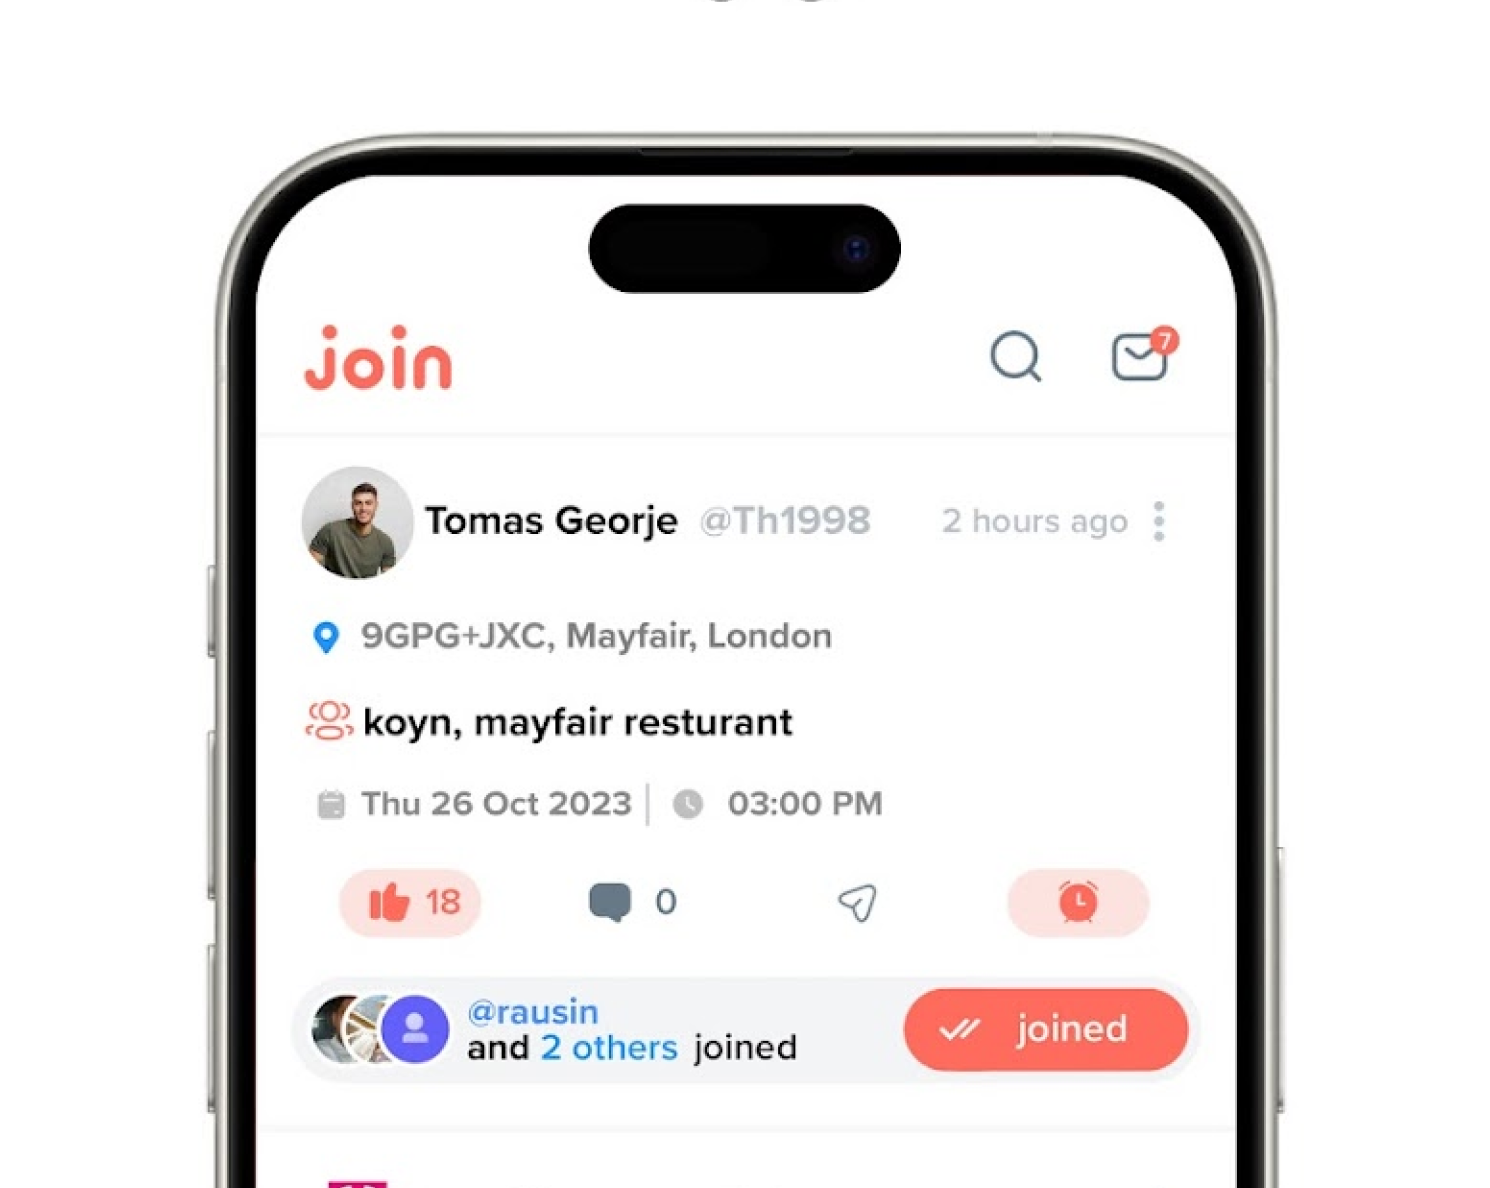 join
7
Tomas Georje @Th1998 2 hours ago
9GPG+JXC, Mayfair, London
koyn, mayfair resturant
Thu 26 Oct 2023 03:00 PM
18 0
@rausin
and 2 others joined
joined